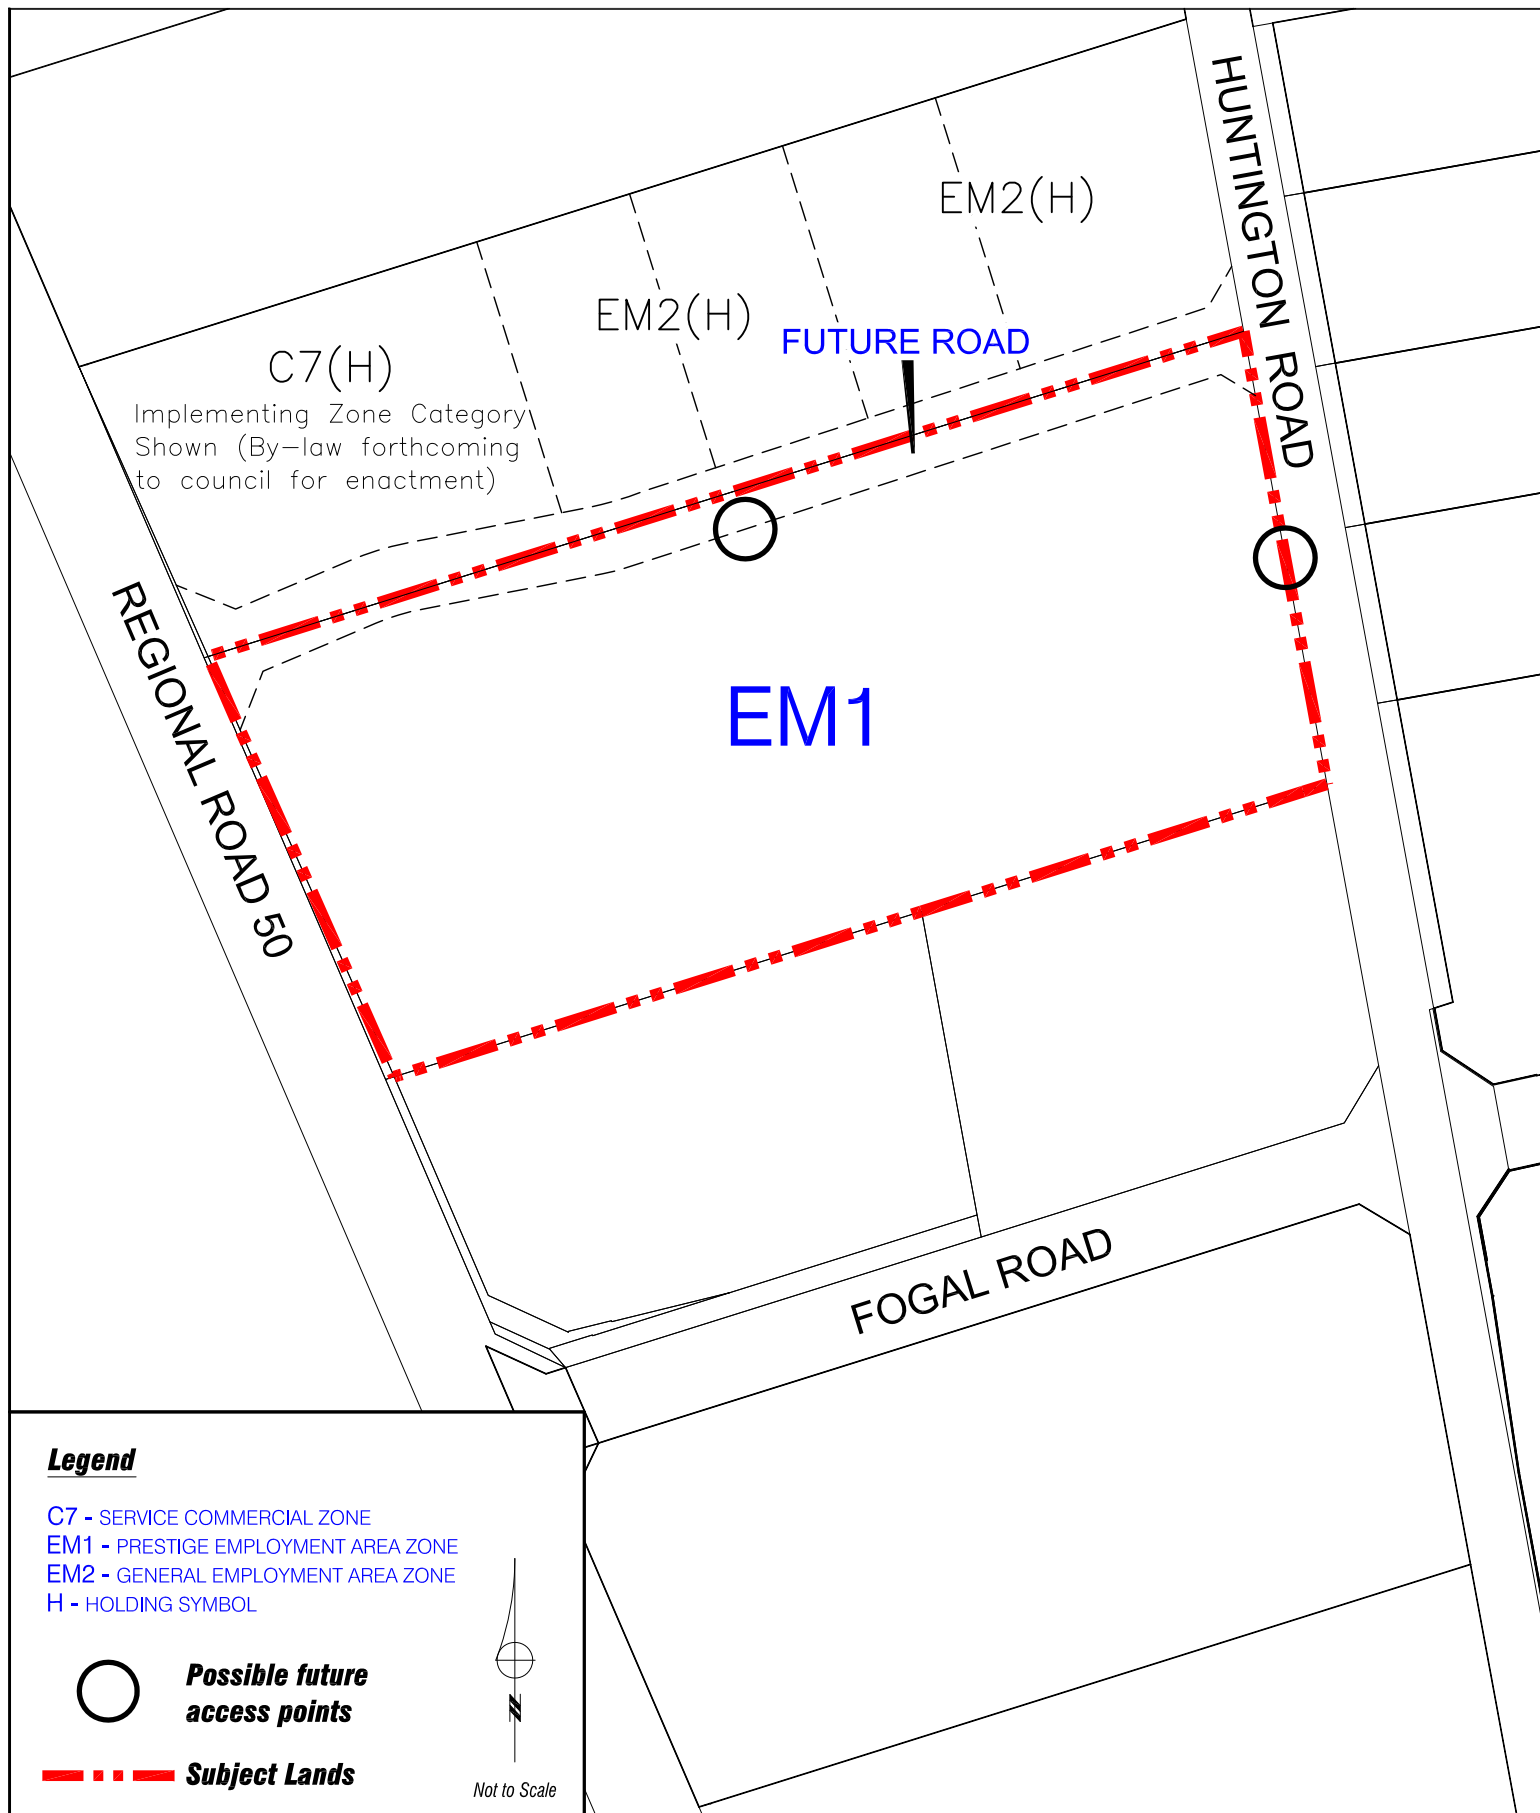 HUNTINGTON ROAD
EM2(H)
EM2(H)
FUTURE ROAD
C7(H)
Implementing Zone Category
Shown (By-law forthcoming
to council for enactment)
REGIONAL ROAD 50
EM1
FOGAL ROAD
Legend
C7 - SERVICE COMMERCIAL ZONE
EM1 - PRESTIGE EMPLOYMENT AREA ZONE
EM2 - GENERAL EMPLOYMENT AREA ZONE
H - HOLDING SYMBOL
Possible future
access points
N
Subject Lands
Not to Scale